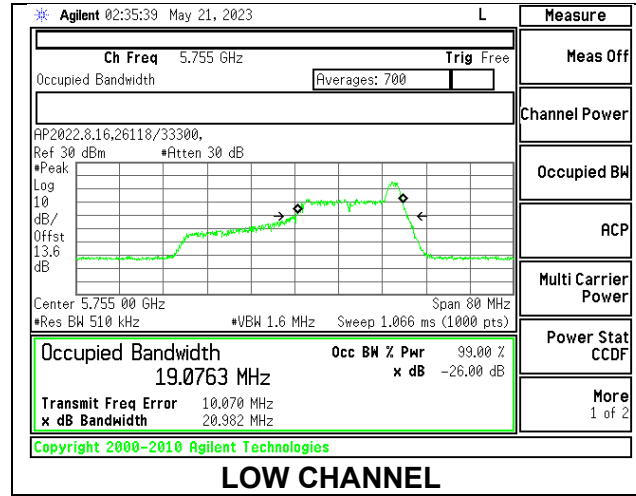 Agilent 02:35:39 May 21, 2023 L
Measure
Ch Freq 5.755 GHz Trig Free
Meas Off
Occupied Bandwidth Averages: 700
Channel Power
AP2022.8.16,26118/33300,
Ref 30 dBm #Atten 30 dB
#Peak
Log
10
dB/
Offst
13.6
dB
Occupied BW
ACP
Center 5.755 00 GHz Span 80 MHz
#Res BW 510 kHz #VBW 1.6 MHz Sweep 1.066 ms (1000 pts)
Multi Carrier
Power
Occupied Bandwidth Occ BW % Pwr 99.00 %
19.0763 MHz x dB -26.00 dB
Power Stat
CCDF
Transmit Freq Error 10.070 MHz
x dB Bandwidth 20.982 MHz
More
1 of 2
Copyright 2000-2010 Agilent Technologies
LOW CHANNEL